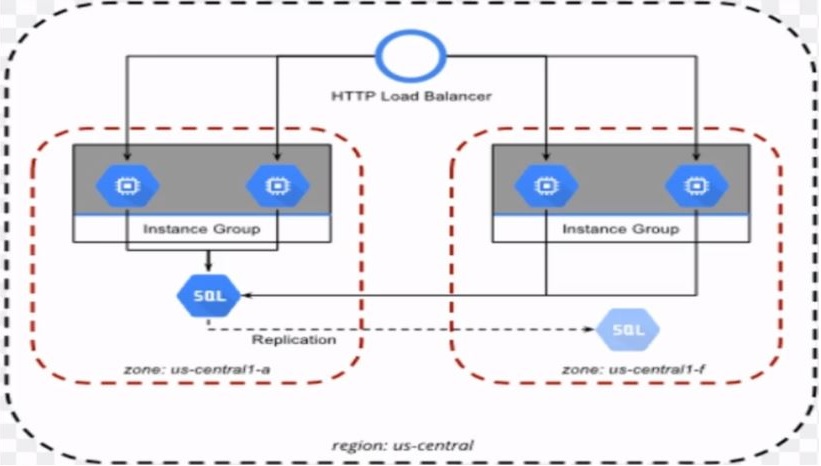 HTTP Load Balancer
Instance Group
Instance Group
SQL
SQL
Replication
zone: us-central1-a
zone: us-central1-f
region: us-central